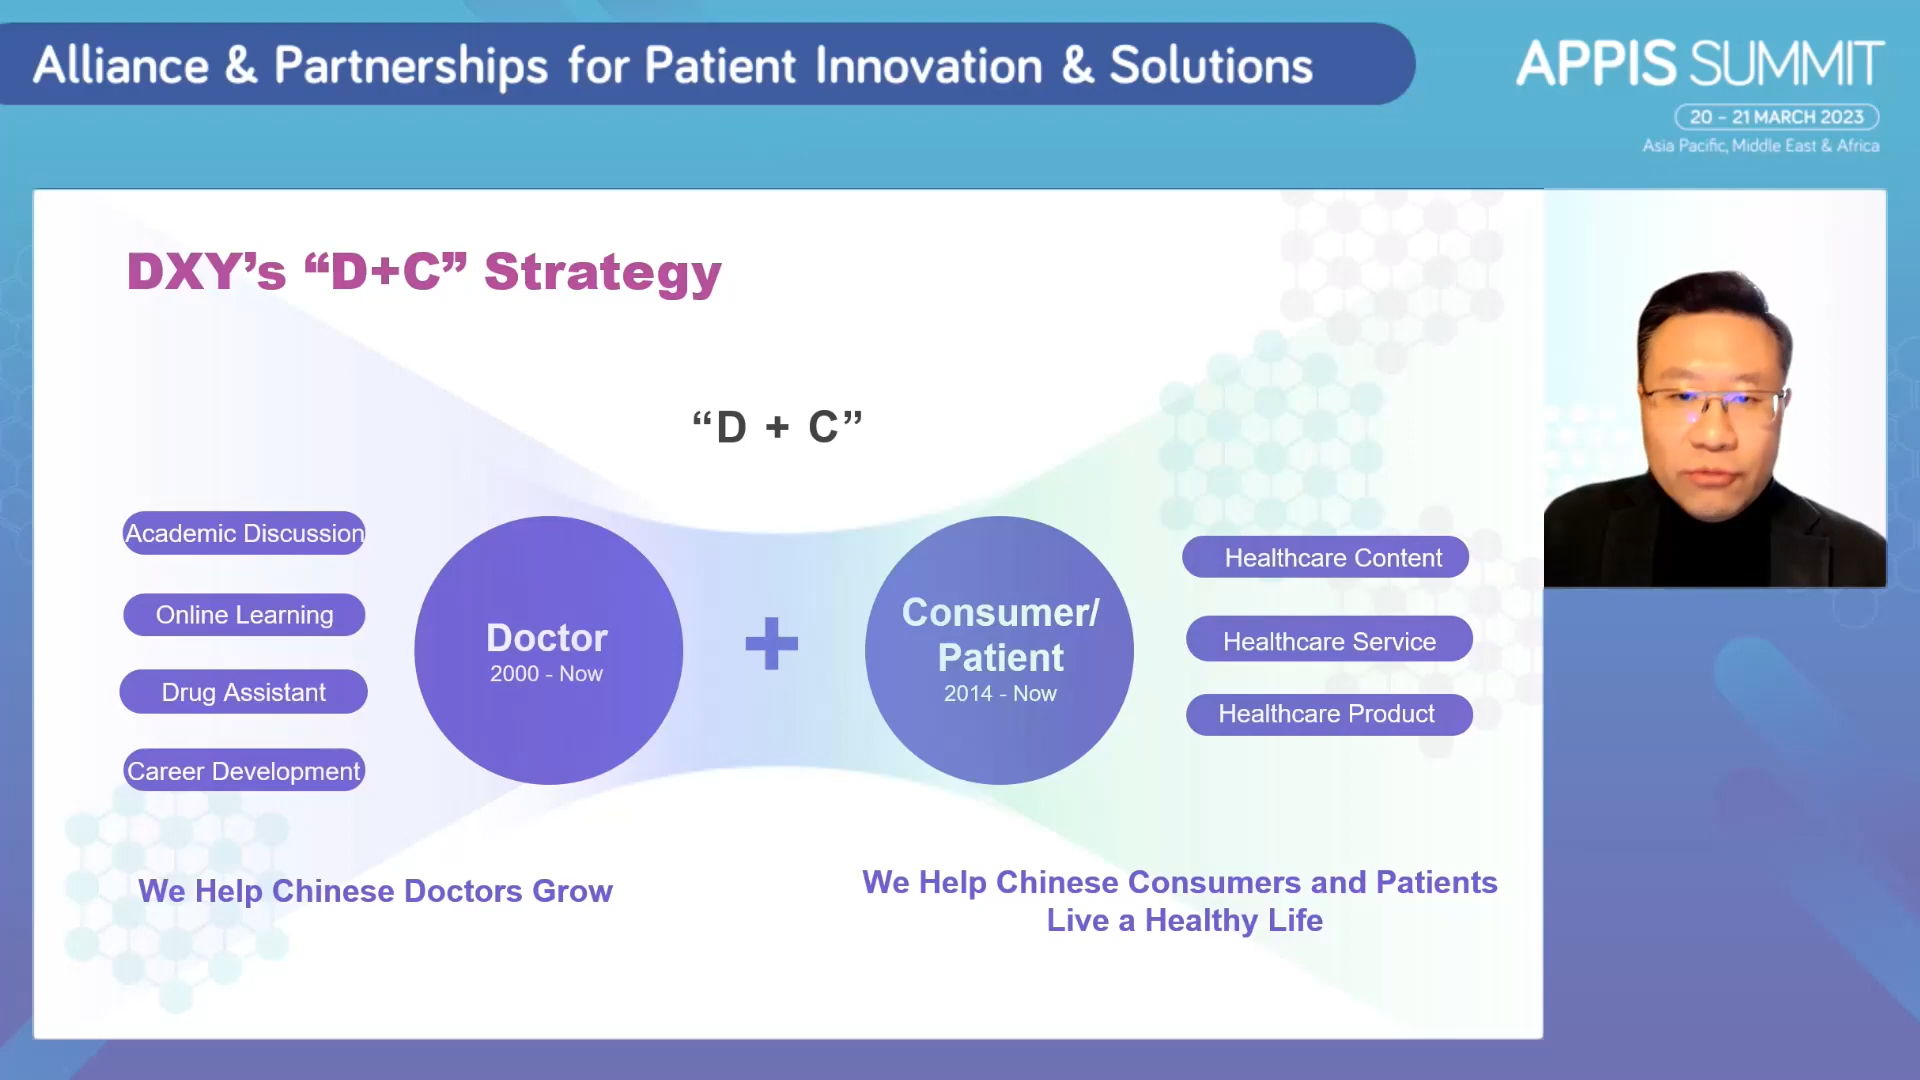 Alliance & Partnerships for Patient Innovation & Solutions
APPIS SUMMIT
20 – 21 MARCH 2023
Asia Pacific, Middle East & Africa
DXY’s “D+C” Strategy
“D + C”
Academic Discussion
Online Learning
Drug Assistant
Career Development
Doctor
2000 - Now
+
Consumer/
Patient
2014 - Now
Healthcare Content
Healthcare Service
Healthcare Product
We Help Chinese Doctors Grow
We Help Chinese Consumers and Patients
Live a Healthy Life